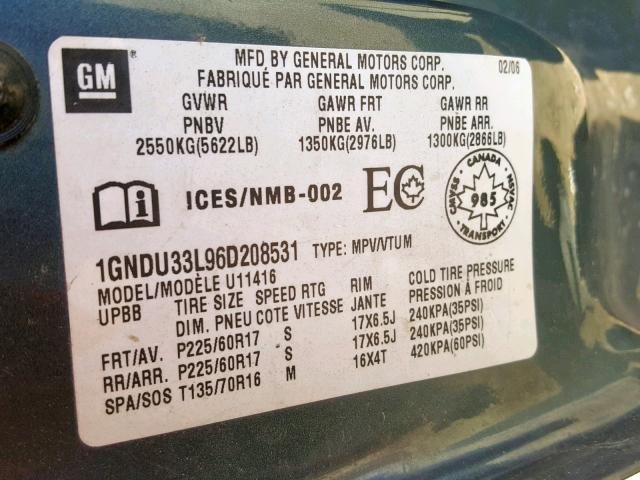 GM
MFD BY GENERAL MOTORS CORP. 02/06
FABRIQUÉ PAR GENERAL MOTORS CORP.
GVWR GAWR FRT GAWR RR
PNBV PNBE AV. PNBE ARR.
2550KG(5622LB) 1350KG(2976LB) 1300KG(2866LB)
ICES/NMB-002 EC CANADA CMVSS 985 NSVAC TRANSPORT
1GNDU33L96D208531 TYPE: MPV/VTUM
MODEL/MODÈLE U11416
UPBB TIRE SIZE SPEED RTG RIM COLD TIRE PRESSURE
DIM. PNEU COTE VITESSE JANTE PRESSION À FROID
FRT/AV. P225/60R17 S 17X6.5J 240KPA(35PSI)
RR/ARR. P225/60R17 S 17X6.5J 240KPA(35PSI)
SPA/SOS T135/70R16 M 16X4T 420KPA(60PSI)